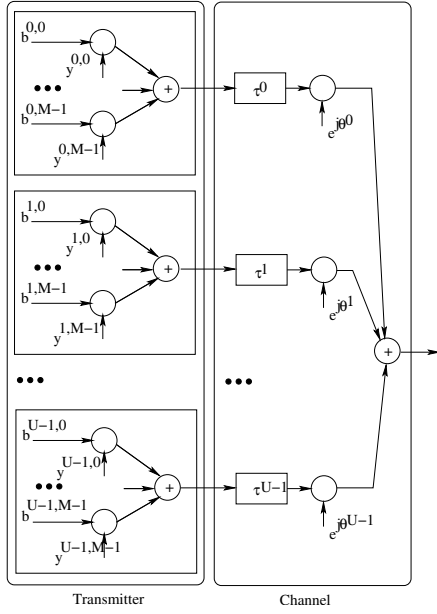 b^{0,0}
y^{0,0}
+
τ^0
e^{jθ^0}
b^{0,M−1}
y^{0,M−1}
b^{1,0}
y^{1,0}
+
τ^1
e^{jθ^1}
b^{1,M−1}
y^{1,M−1}
+
b^{U−1,0}
y^{U−1,0}
+
τ^{U−1}
e^{jθ^{U−1}}
b^{U−1,M−1}
y^{U−1,M−1}
Transmitter
Channel